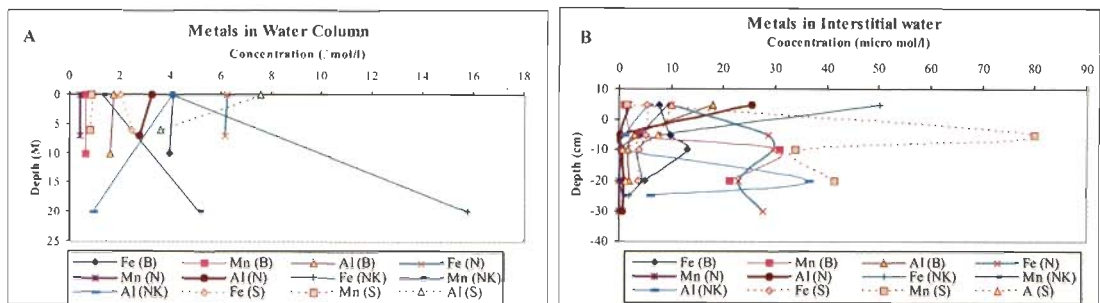 A
Metals in Water Column
Concentration (´mol/l)
0 2 4 6 8 10 12 14 16 18
0
5
10
15
20
25
Depth (M)
Fe (B) Mn (B) Al (B) Fe (N)
Mn (N) Al (N) Fe (NK) Mn (NK)
Al (NK) Fe (S) Mn (S) Al (S)
B
Metals in Interstitial water
Concentration (micro mol/l)
0 10 20 30 40 50 60 70 80 90
10
0
-10
-20
-30
-40
Depth (cm)
Fe (B) Mn (B) Al (B) Fe (N)
Mn (N) Al (N) Fe (NK) Mn (NK)
Al (NK) Fe (S) Mn (S) A (S)